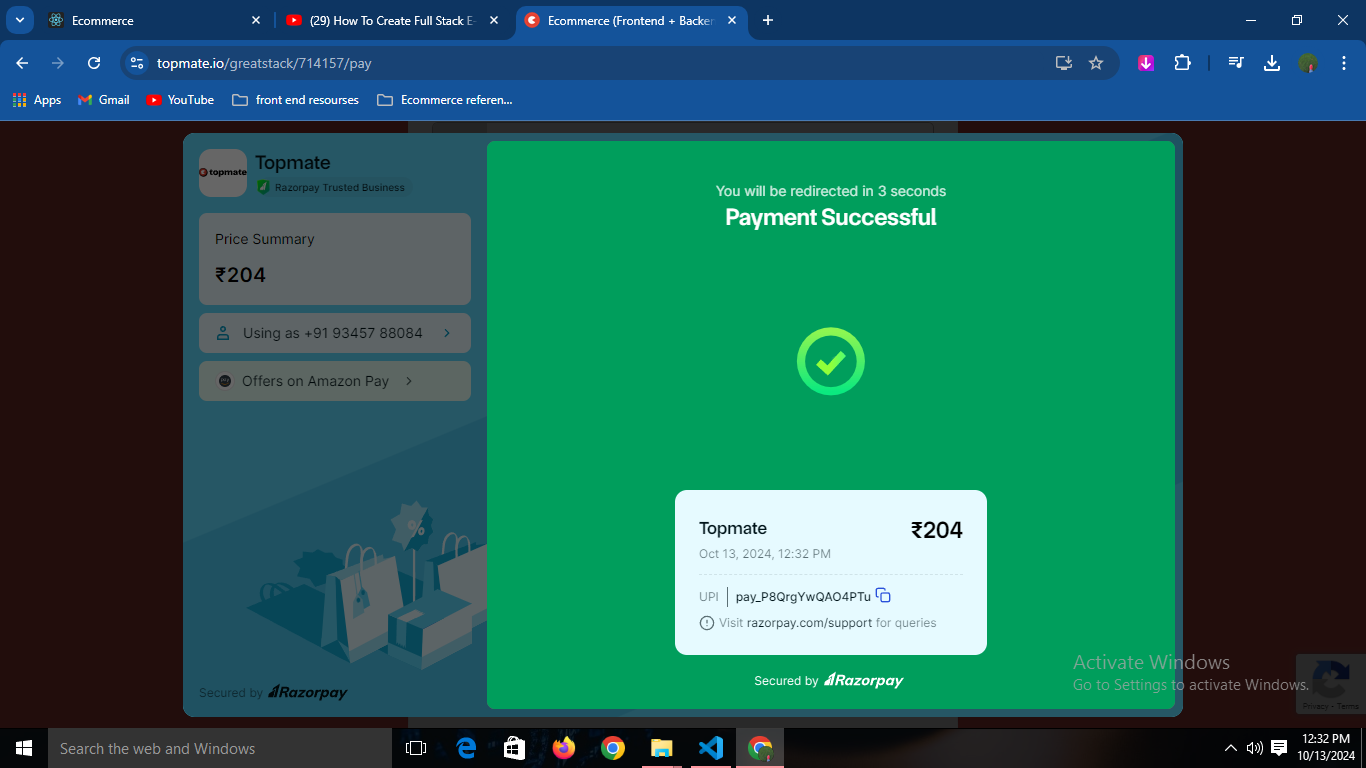 Ecommerce
(29) How To Create Full Stack E-
Ecommerce (Frontend + Backen
topmate.io/greatstack/714157/pay
Apps
Gmail
YouTube
front end resourses
Ecommerce referen...
topmate
Topmate
Razorpay Trusted Business
Price Summary
₹204
Using as +91 93457 88084
Offers on Amazon Pay
Secured by Razorpay
You will be redirected in 3 seconds
Payment Successful
Topmate
₹204
Oct 13, 2024, 12:32 PM
UPI
pay_P8QrgYwQAO4PTu
Visit razorpay.com/support for queries
Secured by Razorpay
Activate Windows
Go to Settings to activate Windows.
Privacy - Terms
Search the web and Windows
12:32 PM
10/13/2024